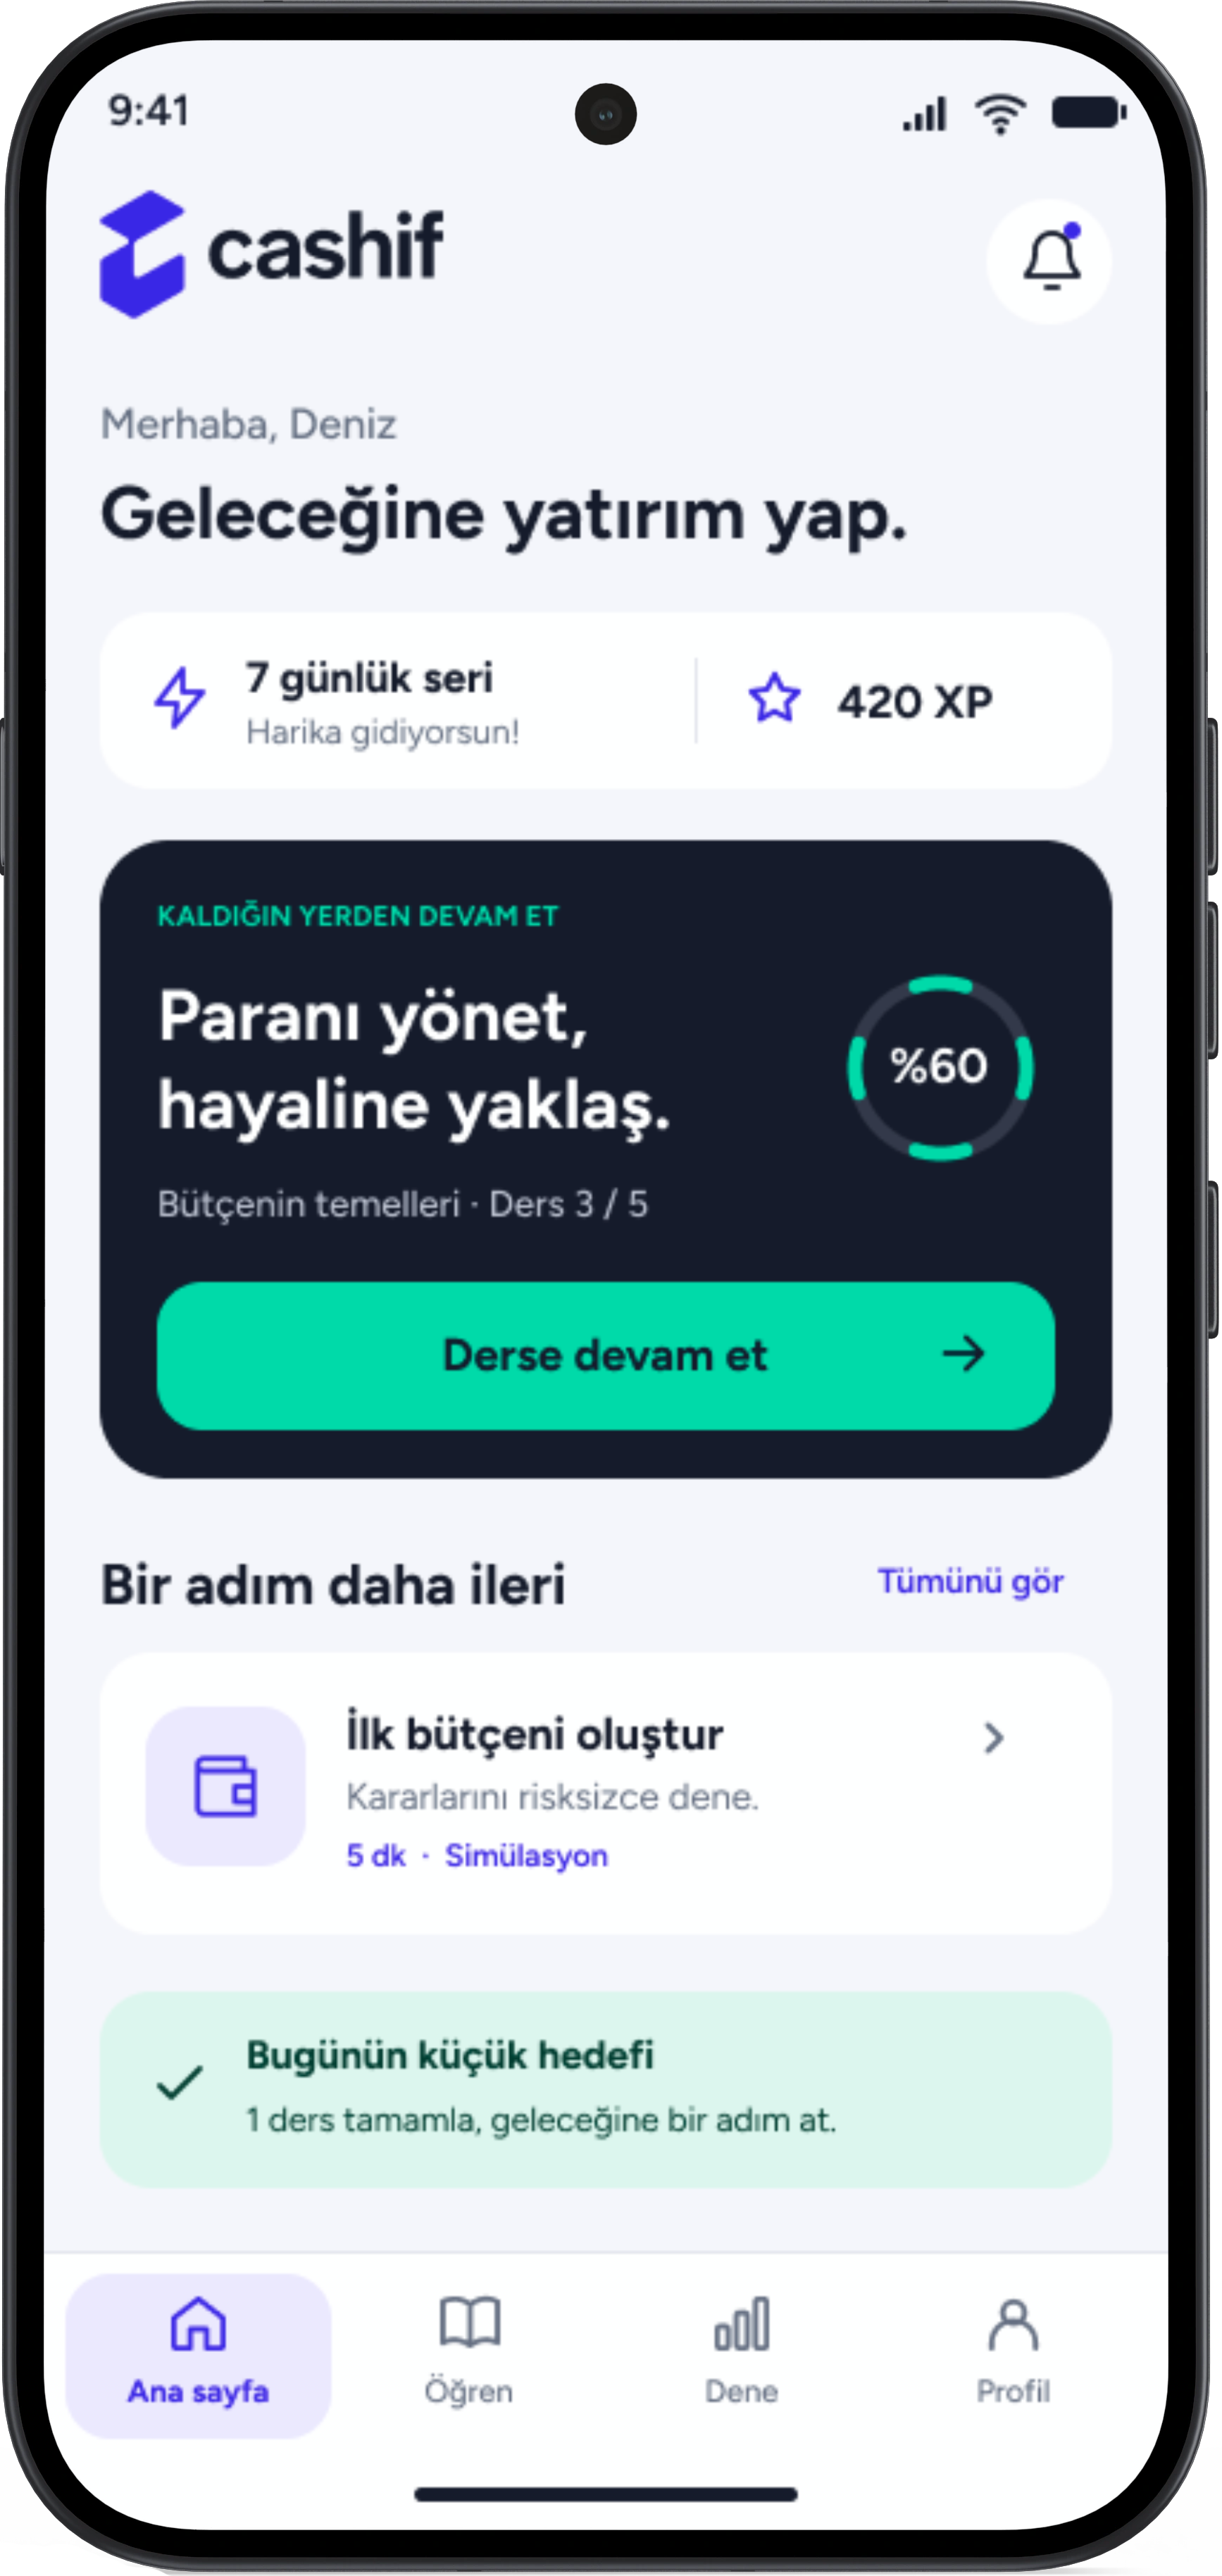 9:41
cashif
Merhaba, Deniz
Geleceğine yatırım yap.
7 günlük seri
Harika gidiyorsun!
420 XP
KALDIĞIN YERDEN DEVAM ET
Paranı yönet,
hayaline yaklaş.
%60
Bütçenin temelleri · Ders 3 / 5
Derse devam et
Bir adım daha ileri
Tümünü gör
İlk bütçeni oluştur
Kararlarını risksizce dene.
5 dk · Simülasyon
Bugünün küçük hedefi
1 ders tamamla, geleceğine bir adım at.
Ana sayfa
Öğren
Dene
Profil